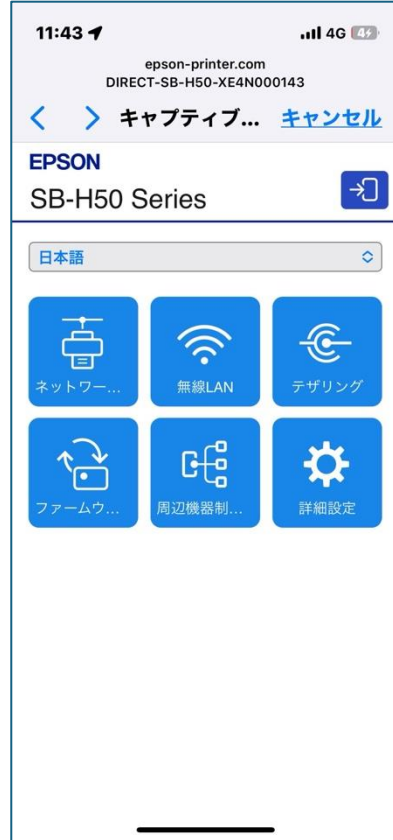 11:43
4G
epson-printer.com
DIRECT-SB-H50-XE4N000143
キャプティブ... キャンセル
EPSON
SB-H50 Series
日本語
ネットワー... 無線LAN テザリング
ファームウ... 周辺機器制... 詳細設定